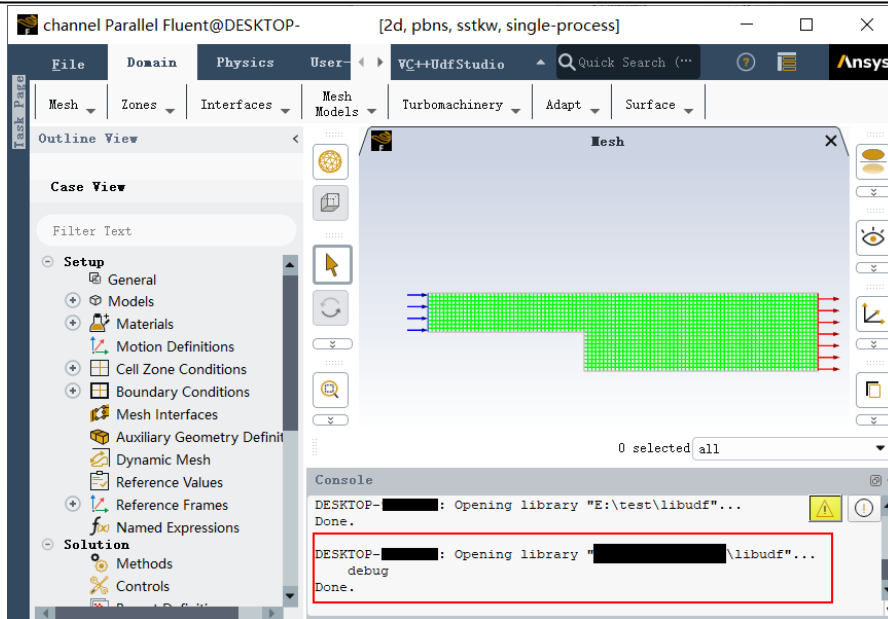 channel Parallel Fluent@DESKTOP- [2d, pbns, sstkw, single-process]
File Domain Physics User- VC++UdfStudio Quick Search (··· Ansys
Task Page
Mesh Zones Interfaces Mesh Models Turbomachinery Adapt Surface
Outline View <
Mesh
Case View
Filter Text
Setup
General
Models
Materials
Motion Definitions
Cell Zone Conditions
Boundary Conditions
Mesh Interfaces
Auxiliary Geometry Definit
Dynamic Mesh
Reference Values
Reference Frames
Named Expressions
Solution
Methods
Controls
0 selected all
Console
DESKTOP- : Opening library "E:\test\libudf"...
Done.
DESKTOP- : Opening library " \libudf"...
debug
Done.